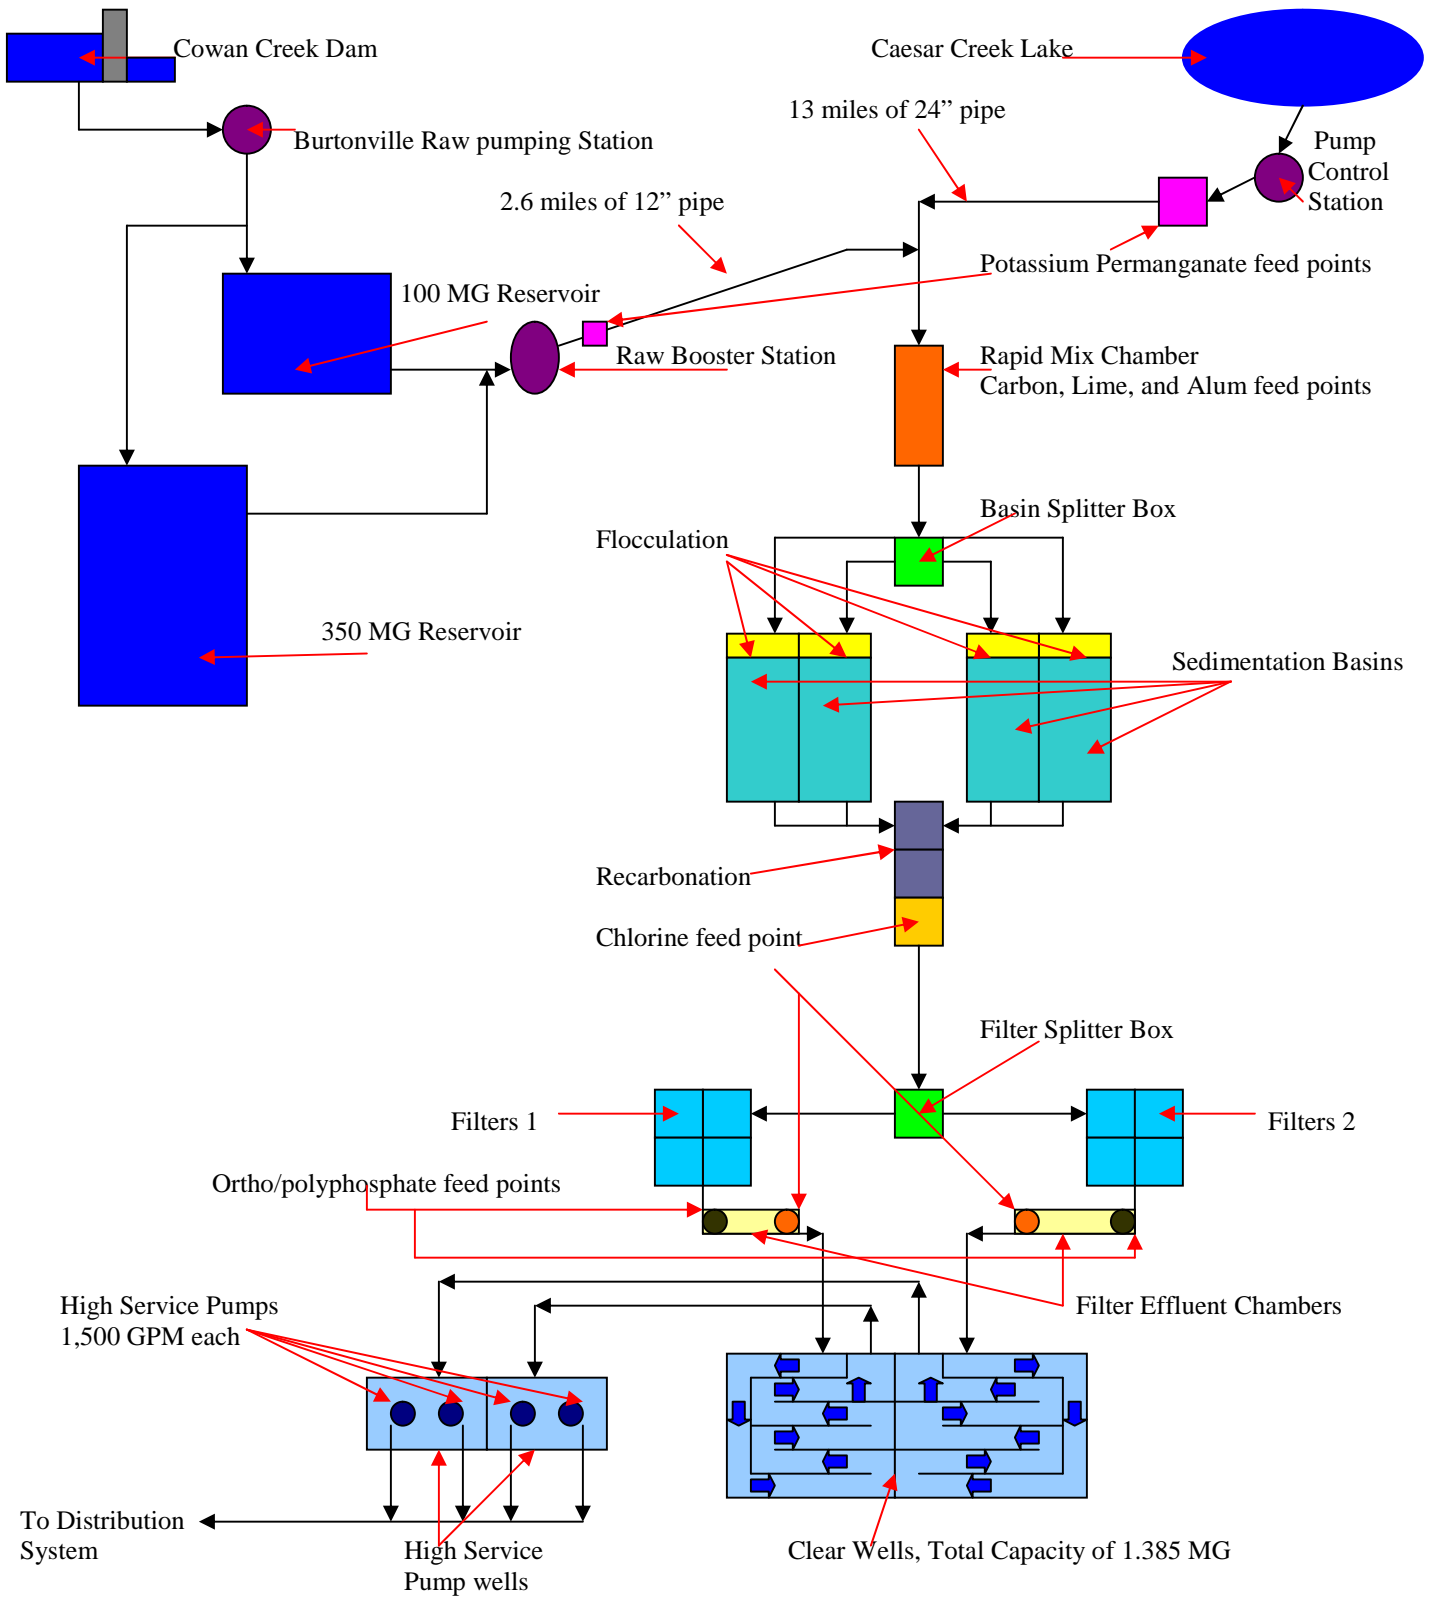 Cowan Creek Dam
Caesar Creek Lake
13 miles of 24” pipe
Burtonville Raw pumping Station
Pump
Control
Station
2.6 miles of 12” pipe
Potassium Permanganate feed points
100 MG Reservoir
Raw Booster Station
Rapid Mix Chamber
Carbon, Lime, and Alum feed points
Basin Splitter Box
Flocculation
350 MG Reservoir
Sedimentation Basins
Recarbonation
Chlorine feed point
Filter Splitter Box
Filters 1
Filters 2
Ortho/polyphosphate feed points
High Service Pumps
1,500 GPM each
Filter Effluent Chambers
To Distribution
System
High Service
Pump wells
Clear Wells, Total Capacity of 1.385 MG